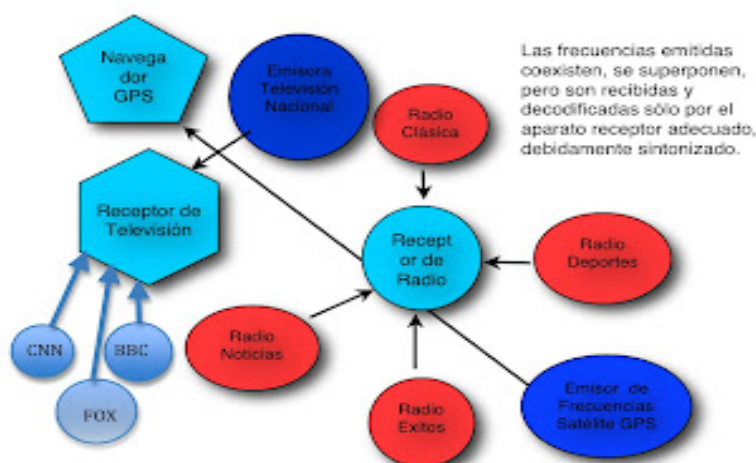 Navega
dor
GPS
Emisora
Televisión
Nacional
Radio
Clásica
Las frecuencias emitidas
coexisten, se superponen,
pero son recibidas y
decodificadas sólo por el
aparato receptor adecuado,
debidamente sintonizado.
Receptor de
Televisión
Recept
or de
Radio
Radio
Deportes
CNN
BBC
FOX
Radio
Noticias
Radio
Exitos
Emisor de
Frecuencias
Satélite GPS